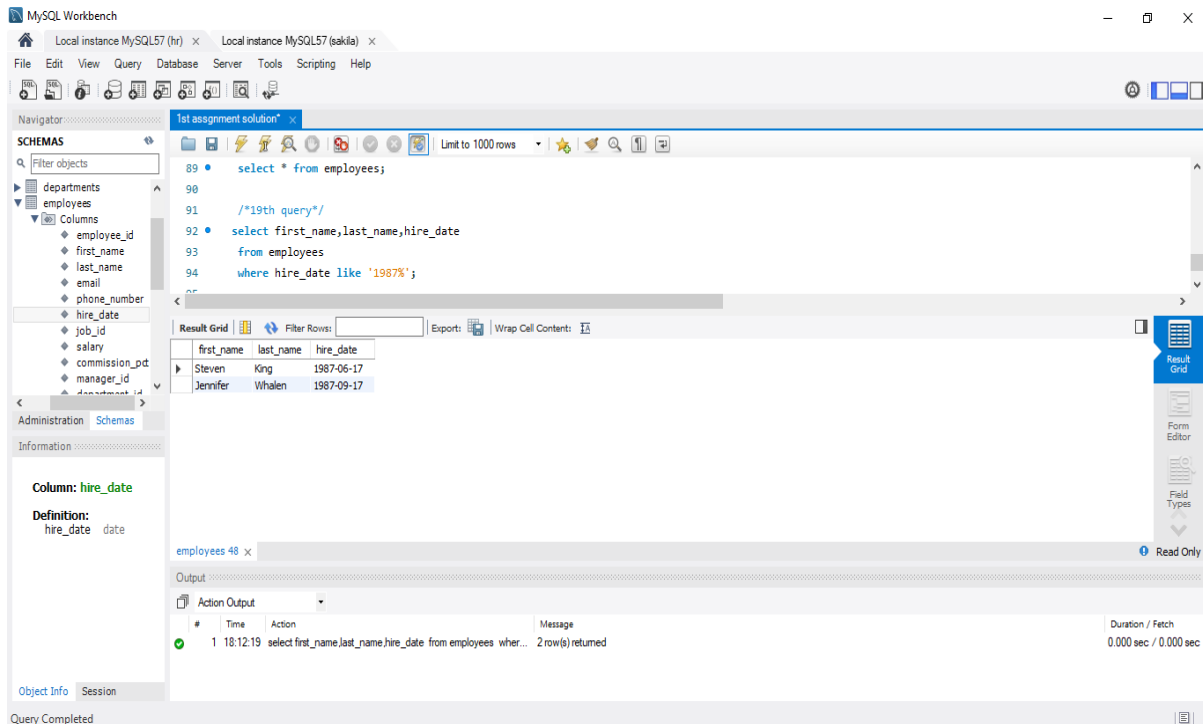 MySQL Workbench
Local instance MySQL57 (hr) × Local instance MySQL57 (sakila) ×
File Edit View Query Database Server Tools Scripting Help
Navigator
SCHEMAS
Filter objects
departments
employees
Columns
employee_id
first_name
last_name
email
phone_number
hire_date
job_id
salary
commission_pct
manager_id
department_id
Administration Schemas
Information
Column: hire_date
Definition:
hire_date date
Object Info Session
1st assgnment solution* ×
Limit to 1000 rows
89 select * from employees;
90
91 /*19th query*/
92 select first_name,last_name,hire_date
93 from employees
94 where hire_date like '1987%';
95
Result Grid Filter Rows: Export: Wrap Cell Content:
first_name last_name hire_date
Steven King 1987-06-17
Jennifer Whalen 1987-09-17
Result Grid
Form Editor
Field Types
employees 48 × Read Only
Output
Action Output
# Time Action Message Duration / Fetch
1 18:12:19 select first_name,last_name,hire_date from employees wher... 2 row(s) returned 0.000 sec / 0.000 sec
Query Completed